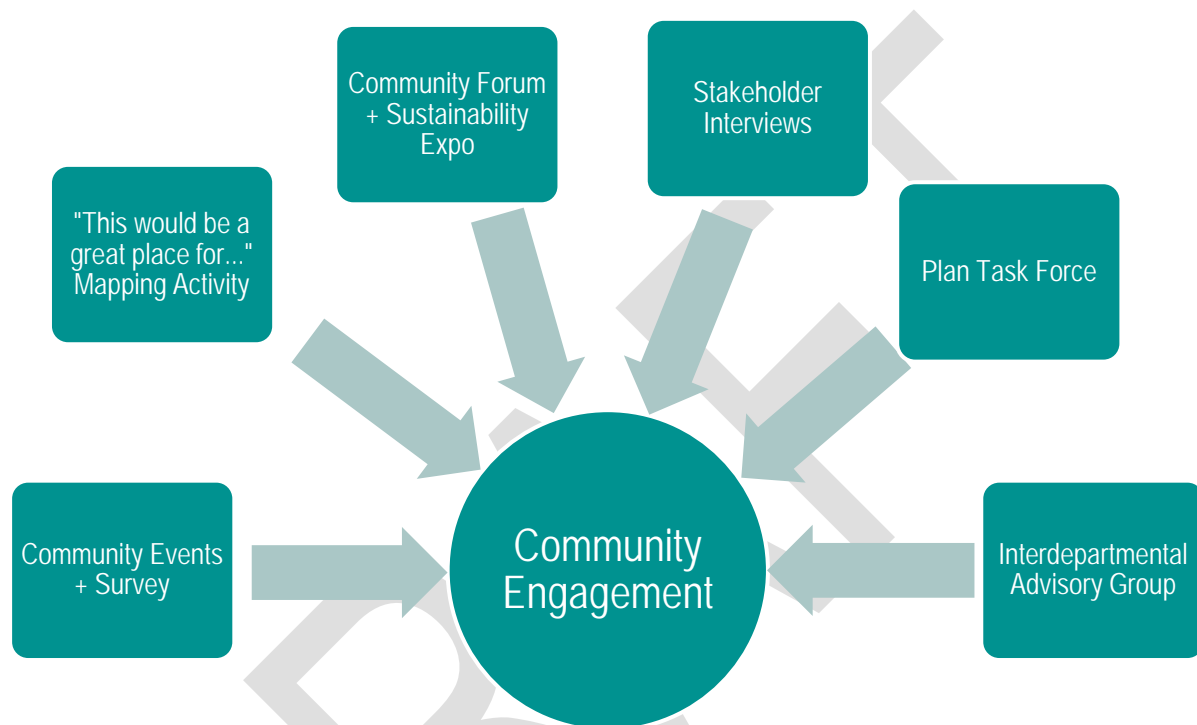 Community Forum
+ Sustainability
Expo
Stakeholder
Interviews
"This would be a
great place for..."
Mapping Activity
Plan Task Force
Community Events
+ Survey
Community
Engagement
Interdepartmental
Advisory Group